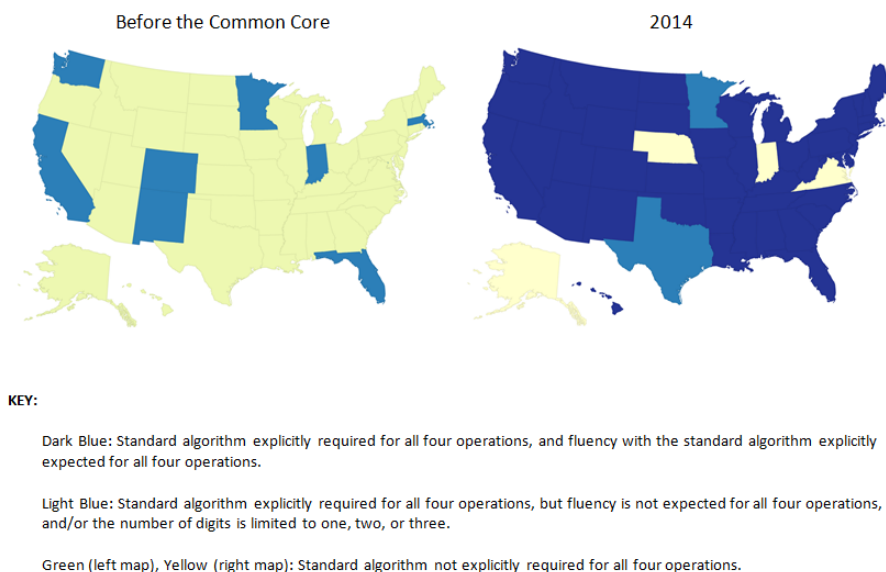 Before the Common Core
2014
KEY:
Dark Blue: Standard algorithm explicitly required for all four operations, and fluency with the standard algorithm explicitly
expected for all four operations.
Light Blue: Standard algorithm explicitly required for all four operations, but fluency is not expected for all four operations,
and/or the number of digits is limited to one, two, or three.
Green (left map), Yellow (right map): Standard algorithm not explicitly required for all four operations.